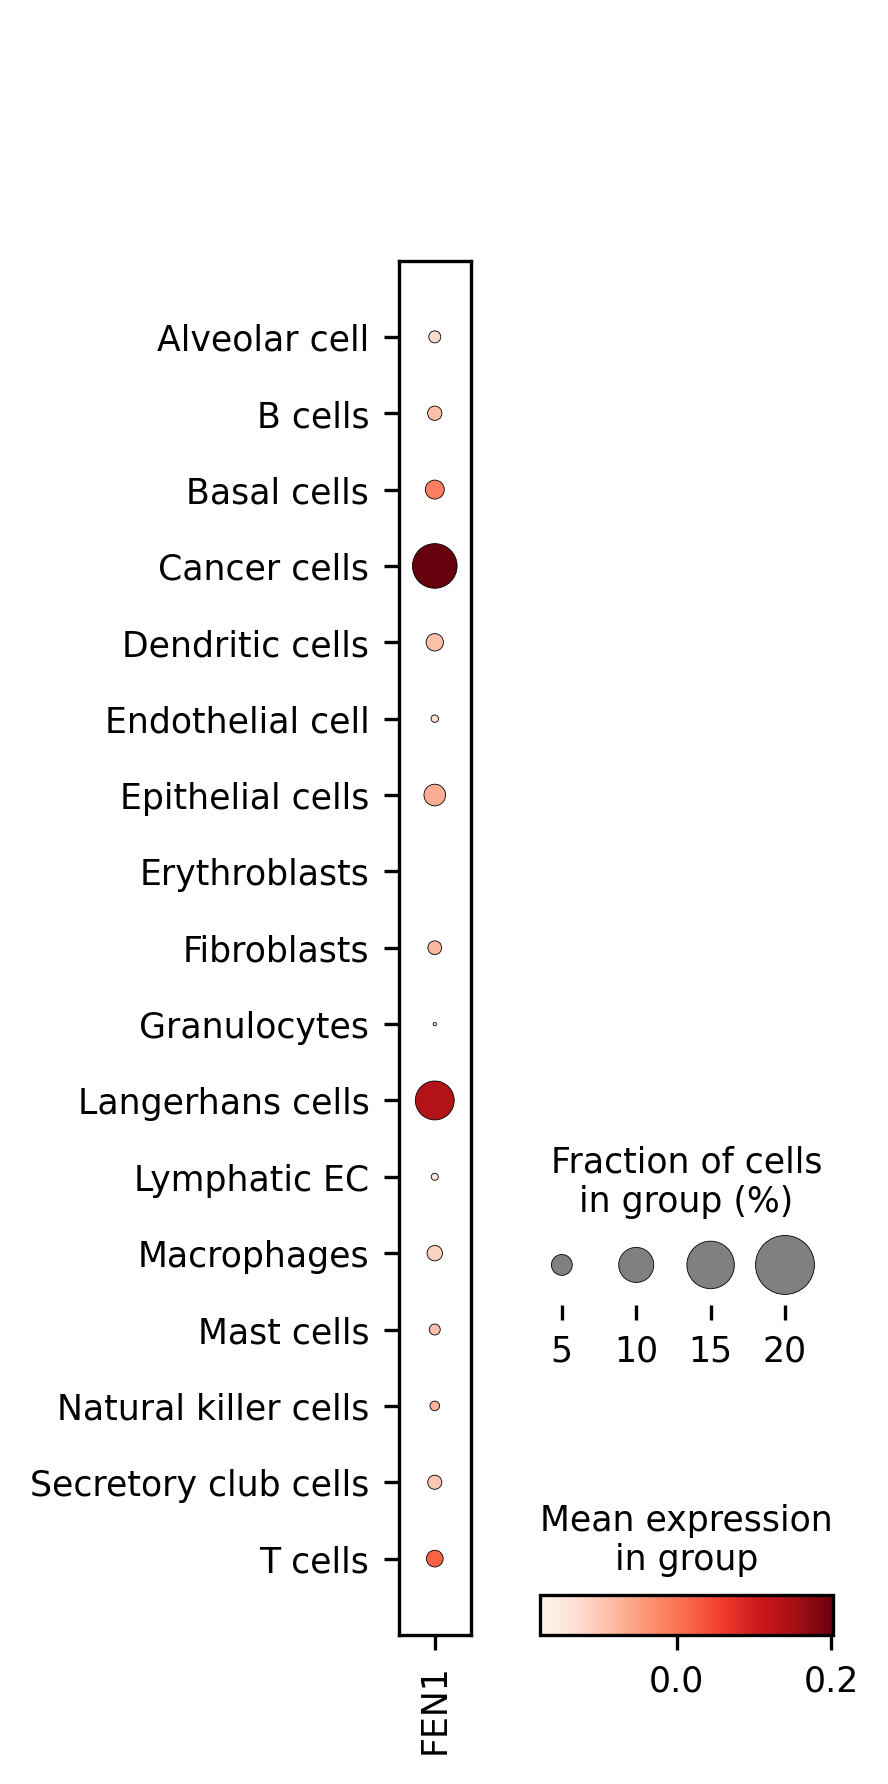 Alveolar cell
B cells
Basal cells
Cancer cells
Dendritic cells
Endothelial cell
Epithelial cells
Erythroblasts
Fibroblasts
Granulocytes
Langerhans cells
Lymphatic EC
Macrophages
Mast cells
Natural killer cells
Secretory club cells
T cells
FEN1
Fraction of cells
in group (%)
5 10 15 20
Mean expression
in group
0.0 0.2